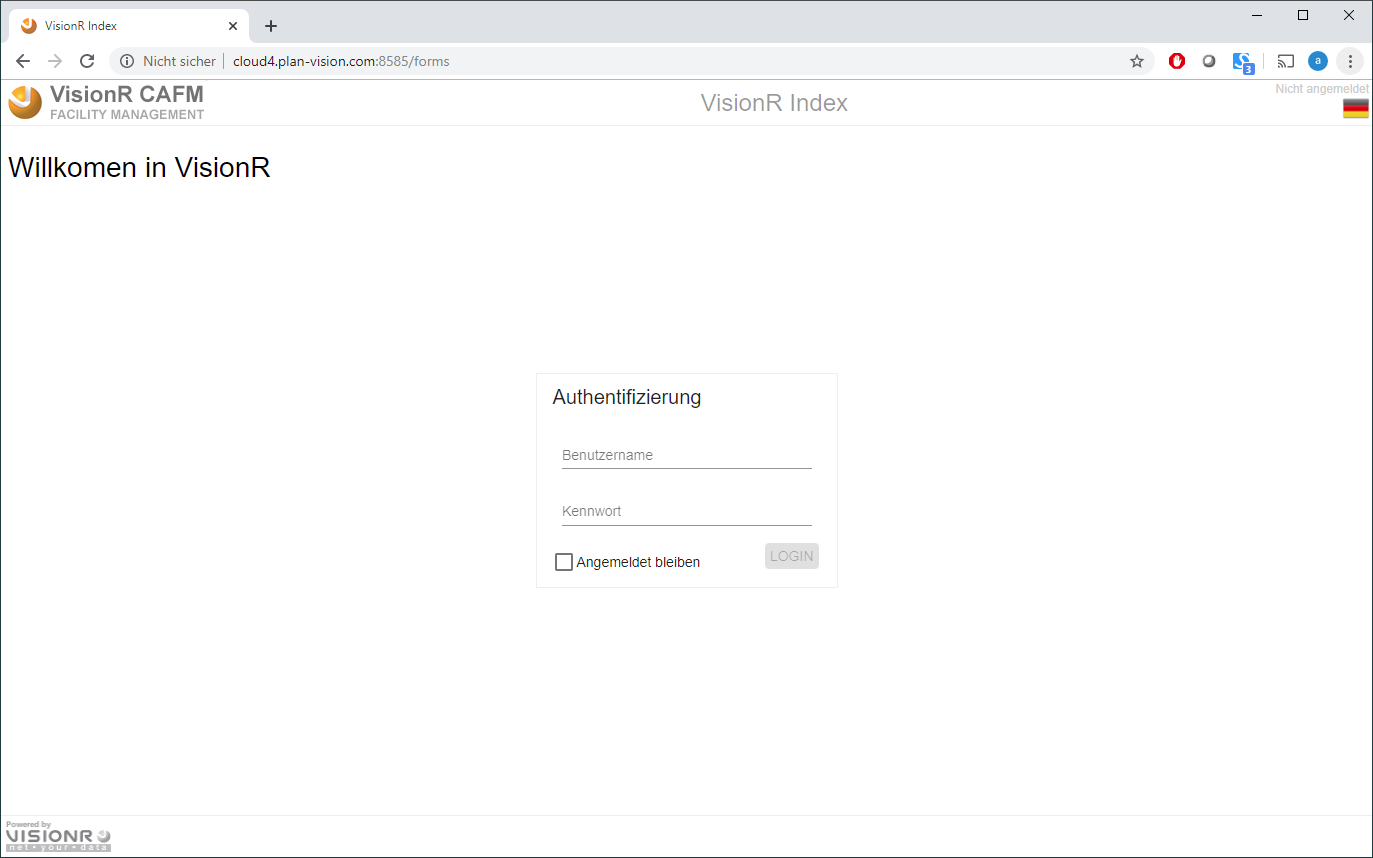 VisionR Index
Nicht sicher
cloud4.plan-vision.com:8585/forms
3
a
VisionR CAFM
FACILITY MANAGEMENT
VisionR Index
Nicht angemeldet
Willkomen in VisionR
Authentifizierung
Benutzername
Kennwort
Angemeldet bleiben
LOGIN
Powered by
VISIONR
net • your • data